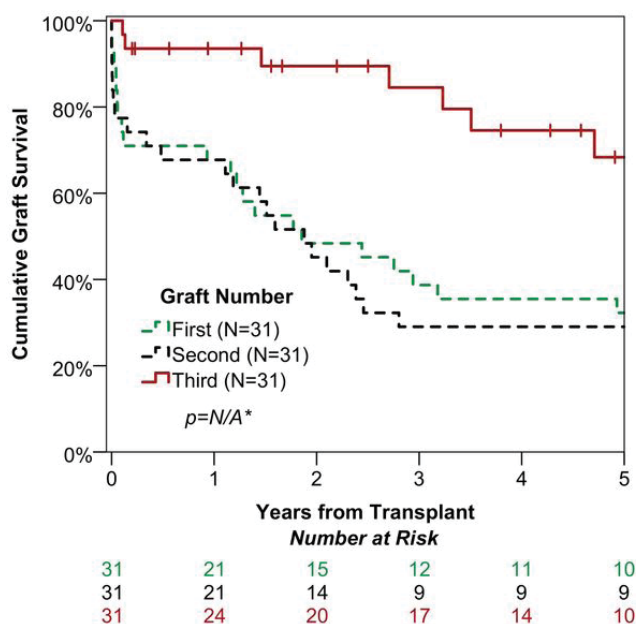 Cumulative Graft Survival
100%
80%
60%
40%
20%
0%
Graft Number
First (N=31)
Second (N=31)
Third (N=31)
p=N/A*
0 1 2 3 4 5
Years from Transplant
Number at Risk
31 21 15 12 11 10
31 21 14 9 9 9
31 24 20 17 14 10